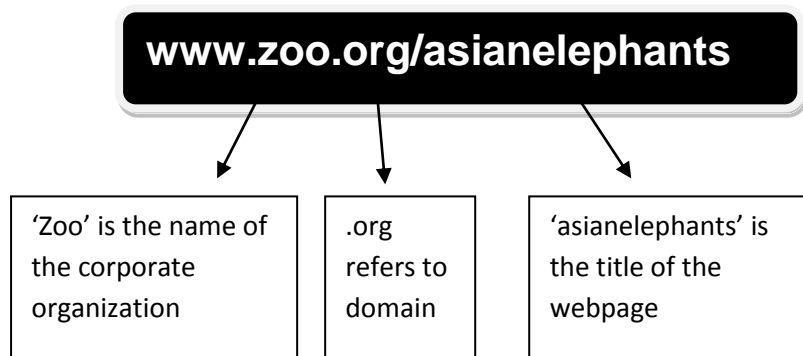 www.zoo.org/asianelephants
‘Zoo’ is the name of
the corporate
organization
.org
refers to
domain
‘asianelephants’ is
the title of the
webpage